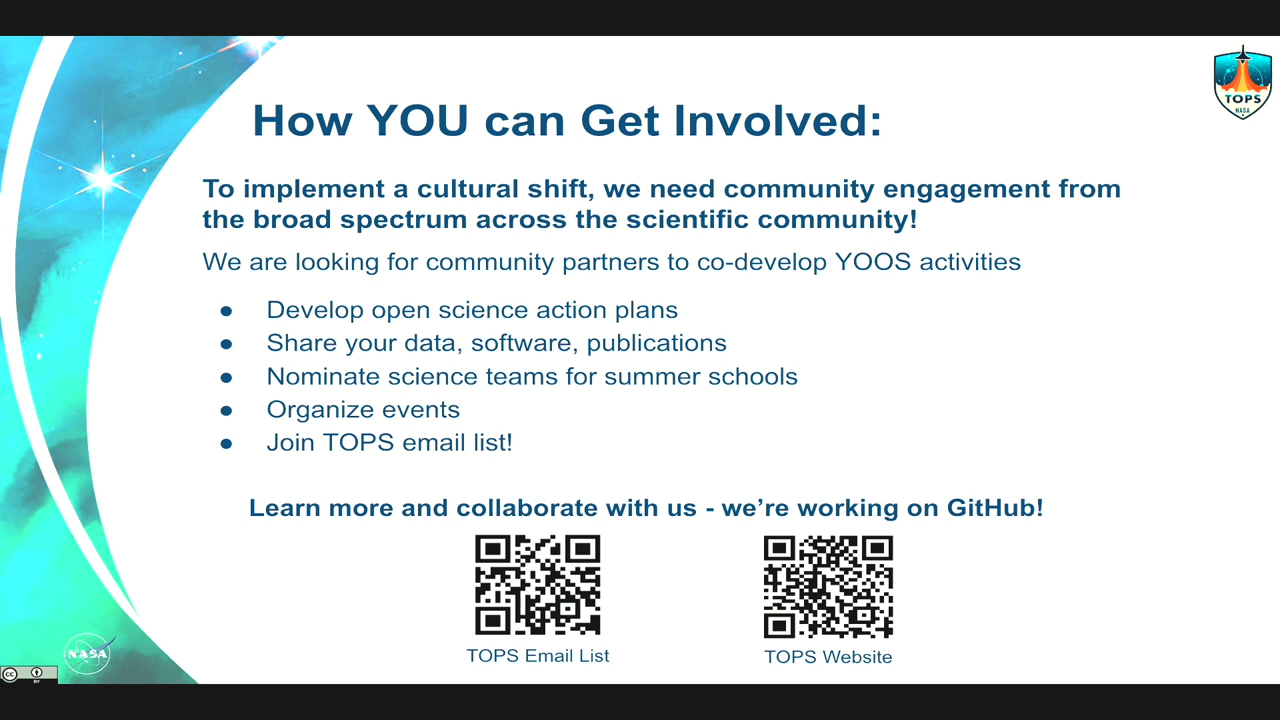 TOPS
NASA
How YOU can Get Involved:
To implement a cultural shift, we need community engagement from
the broad spectrum across the scientific community!
We are looking for community partners to co-develop YOOS activities
● Develop open science action plans
● Share your data, software, publications
● Nominate science teams for summer schools
● Organize events
● Join TOPS email list!
Learn more and collaborate with us - we’re working on GitHub!
TOPS Email List
TOPS Website
NASA
cc
BY